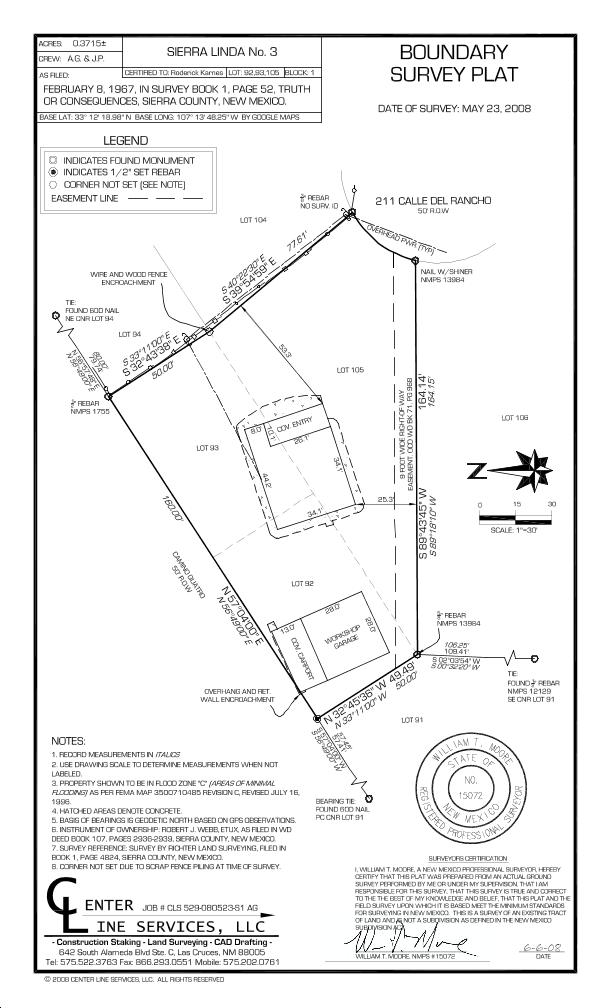 ACRES: 0.3715±
CREW: A.G. & J.P.
SIERRA LINDA No. 3
AS FILED:
CERTIFIED TO: Roderick Karnes LOT: 92,93,105 BLOCK: 1
FEBRUARY 8, 1967, IN SURVEY BOOK 1, PAGE 52, TRUTH
OR CONSEQUENCES, SIERRA COUNTY, NEW MEXICO.
BASE LAT: 33° 12' 18.98" N BASE LONG: 107° 13' 48.25" W BY GOOGLE MAPS
BOUNDARY
SURVEY PLAT
DATE OF SURVEY: MAY 23, 2008
LEGEND
INDICATES FOUND MONUMENT
INDICATES 1/2" SET REBAR
CORNER NOT SET (SEE NOTE)
EASEMENT LINE
REBAR
NO SURV. ID
211 CALLE DEL RANCHO
50' R.O.W
LOT 104
OVERHEAD PWR (TYP)
77.61'
S 40°22'30" E
S 39°54'59" E
NAIL W/SHINER
NMPS 13984
WIRE AND WOOD FENCE
ENCROACHMENT
TIE:
FOUND 60D NAIL
NE CNR LOT 94
LOT 94
S 33°11'00" E
S 32°43'38" E
50.00'
53.3'
LOT 105
REBAR
NMPS 1755
164.14'
164.15'
9 FOOT WIDE RIGHT OF WAY
EASEMENT: ODD WD BK 71, PG 968
LOT 106
8.0'
10.1'
COV. ENTRY
26.1'
LOT 93
34.1'
44.2'
34.1'
25.3'
N
0 15 30
SCALE: 1"=30'
160.00'
S 89°43'45" W
S 89°18'10" W
CAMINO QUATRO
50' R.O.W
LOT 92
N 57°04'00" E
N 56°49'00" E
13.0'
28.0'
28.0'
COV. CARPORT
WORKSHOP
GARAGE
REBAR
NMPS 13984
106.25'
109.41'
S 02°03'54" W
S 00°32'20" W
TIE:
FOUND REBAR
NMPS 12129
SE CNR LOT 91
OVERHANG AND RET.
WALL ENCROACHMENT
N 32°45'36" W 49.49'
N 33°11'00" W 50.00'
LOT 91
BEARING TIE:
FOUND 60D NAIL
PC CNR LOT 91
NOTES:
1. RECORD MEASUREMENTS IN ITALICS
2. USE DRAWING SCALE TO DETERMINE MEASUREMENTS WHEN NOT
LABELED.
3. PROPERTY SHOWN TO BE IN FLOOD ZONE "C" (AREAS OF MINIMAL
FLOODING) AS PER FEMA MAP 3500710485 REVISION C, REVISED JULY 16,
1996.
4. HATCHED AREAS DENOTE CONCRETE.
5. BASIS OF BEARINGS IS GEODETIC NORTH BASED ON GPS OBSERVATIONS.
6. INSTRUMENT OF OWNERSHIP: ROBERT J. WEBB, ETUX, AS FILED IN WD
DEED BOOK 107, PAGES 2936-2939, SIERRA COUNTY, NEW MEXICO.
7. SURVEY REFERENCE: SURVEY BY RICHTER LAND SURVEYING, FILED IN
BOOK 1, PAGE 4824, SIERRA COUNTY, NEW MEXICO.
8. CORNER NOT SET DUE TO SCRAP FENCE PILING AT TIME OF SURVEY.
WILLIAM T. MOORE
STATE OF
NO.
15072
NEW MEXICO
REGISTERED PROFESSIONAL SURVEYOR
SURVEYORS CERTIFICATION
I, WILLIAM T. MOORE, A NEW MEXICO PROFESSIONAL SURVEYOR, HEREBY
CERTIFY THAT THIS PLAT WAS PREPARED FROM AN ACTUAL GROUND
SURVEY PERFORMED BY ME OR UNDER MY SUPERVISION, THAT I AM
RESPONSIBLE FOR THIS SURVEY, THAT THIS SURVEY IS TRUE AND CORRECT
TO THE THE BEST OF MY KNOWLEDGE AND BELIEF, THAT THIS PLAT AND THE
FIELD SURVEY UPON WHICH IT IS BASED MEET THE MINIMUM STANDARDS
FOR SURVEYING IN NEW MEXICO. THIS IS A SURVEY OF AN EXISTING TRACT
OF LAND AND IS NOT A SUBDIVISION AS DEFINED IN THE NEW MEXICO
SUBDIVISION ACT.
CENTER JOB # CLS 529-080523-S1 AG
LINE SERVICES, LLC
- Construction Staking - Land Surveying - CAD Drafting -
642 South Alameda Blvd Ste. C, Las Cruces, NM 88005
Tel: 575.522.3763 Fax: 866.293.0551 Mobile: 575.202.0761
Wm T. Moore
WILLIAM T. MOORE, NMPS #15072
6-6-08
DATE
© 2008 CENTER LINE SERVICES, LLC. ALL RIGHTS RESERVED